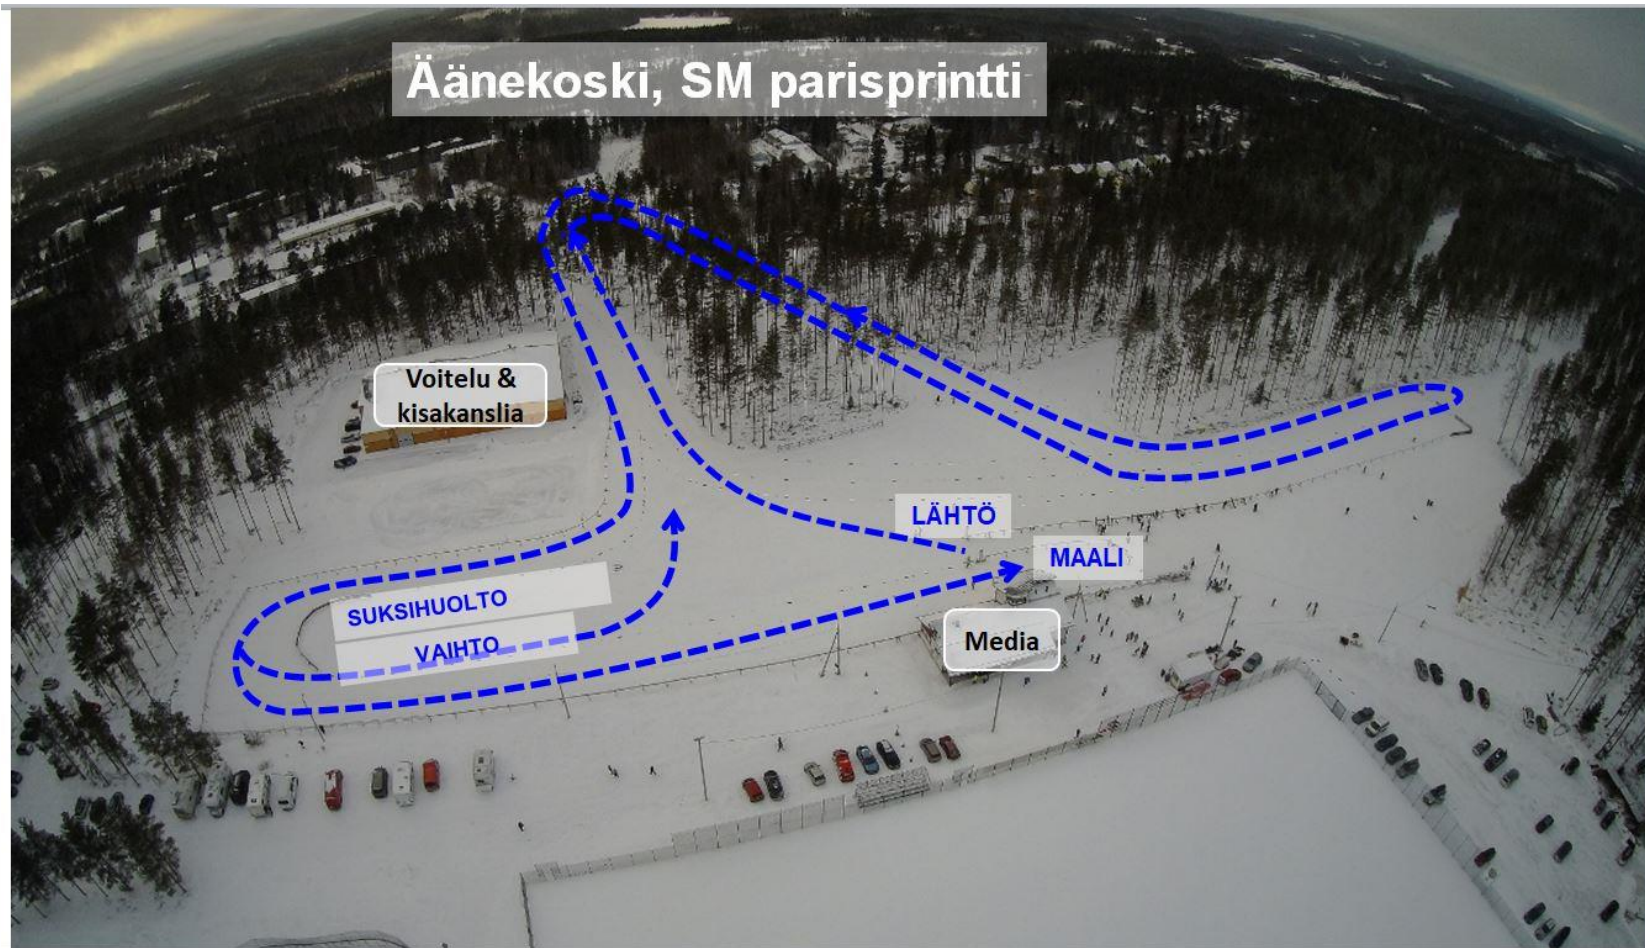 Äänekoski, SM parisprintti
Voitelu &
kisakanslia
LÄHTÖ
MAALI
SUKSIHUOLTO
VAIHTO
Media